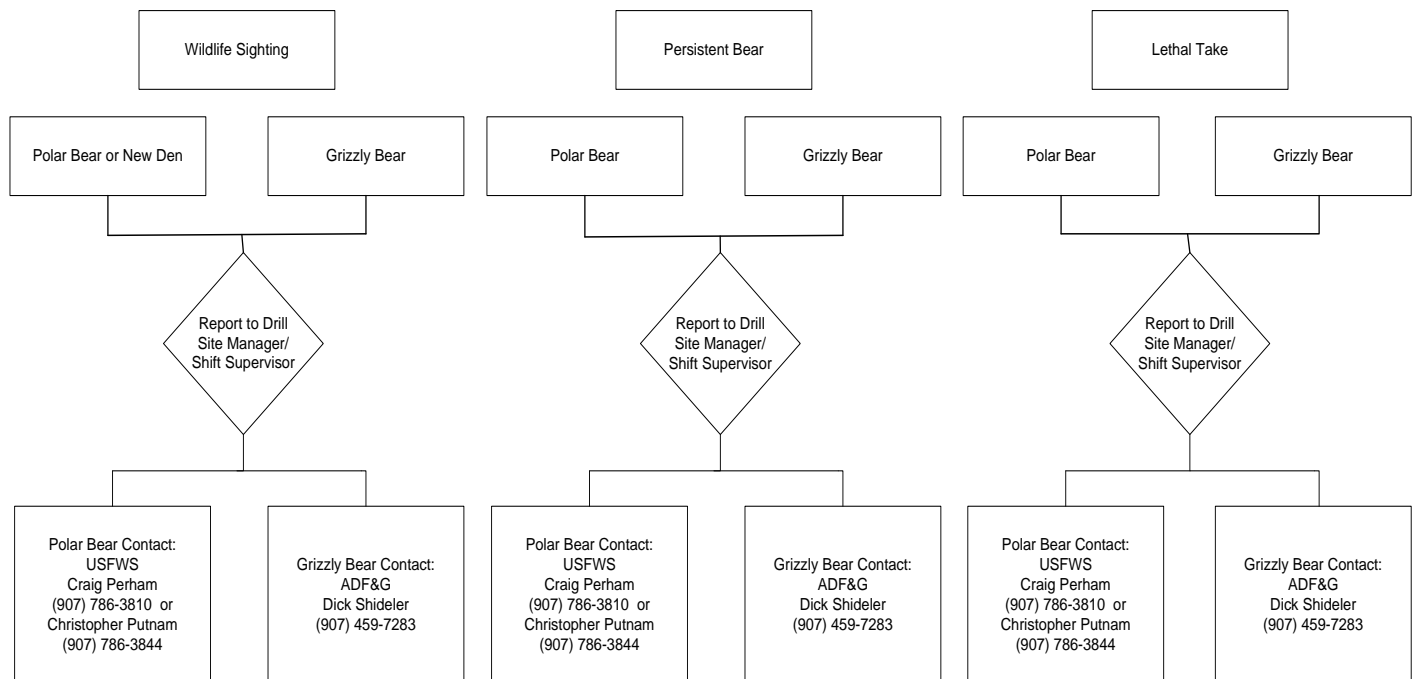 Wildlife Sighting
Persistent Bear
Lethal Take
Polar Bear or New Den
Grizzly Bear
Polar Bear
Grizzly Bear
Polar Bear
Grizzly Bear
Report to Drill
Site Manager/
Shift Supervisor
Report to Drill
Site Manager/
Shift Supervisor
Report to Drill
Site Manager/
Shift Supervisor
Polar Bear Contact:
USFWS
Craig Perham
(907) 786-3810 or
Christopher Putnam
(907) 786-3844
Grizzly Bear Contact:
ADF&G
Dick Shideler
(907) 459-7283
Polar Bear Contact:
USFWS
Craig Perham
(907) 786-3810 or
Christopher Putnam
(907) 786-3844
Grizzly Bear Contact:
ADF&G
Dick Shideler
(907) 459-7283
Polar Bear Contact:
USFWS
Craig Perham
(907) 786-3810 or
Christopher Putnam
(907) 786-3844
Grizzly Bear Contact:
ADF&G
Dick Shideler
(907) 459-7283